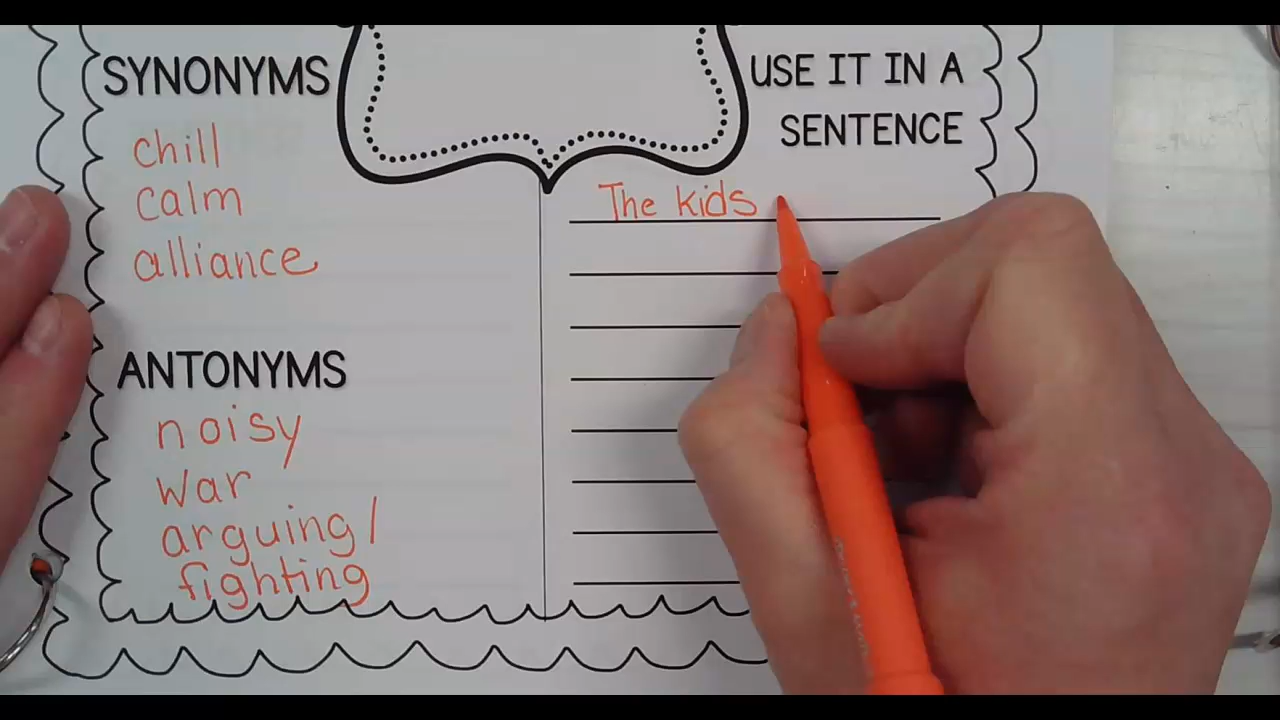 SYNONYMS
chill
calm
alliance
ANTONYMS
noisy
war
arguing/
fighting
USE IT IN A
SENTENCE
The kids